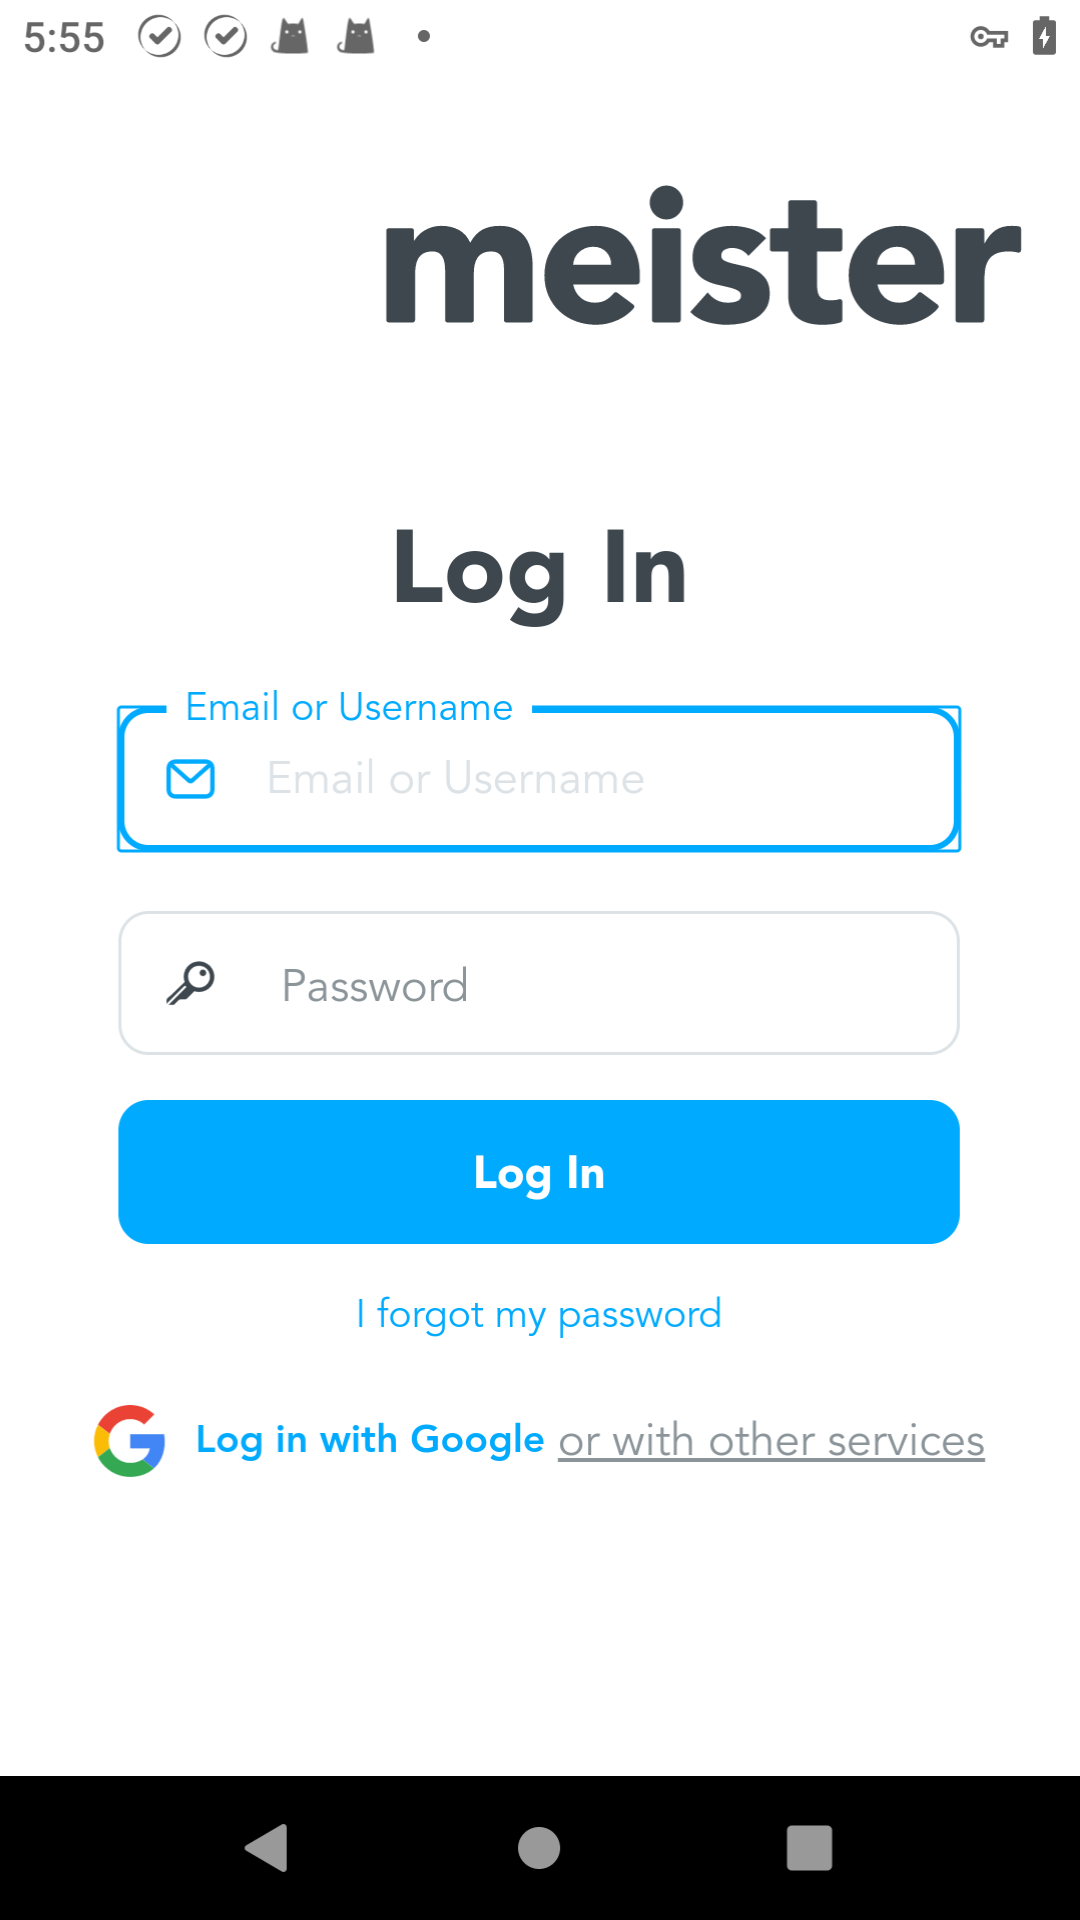 5:55
meister
Log In
Email or Username
Email or Username
Password
Log In
I forgot my password
Log in with Google or with other services